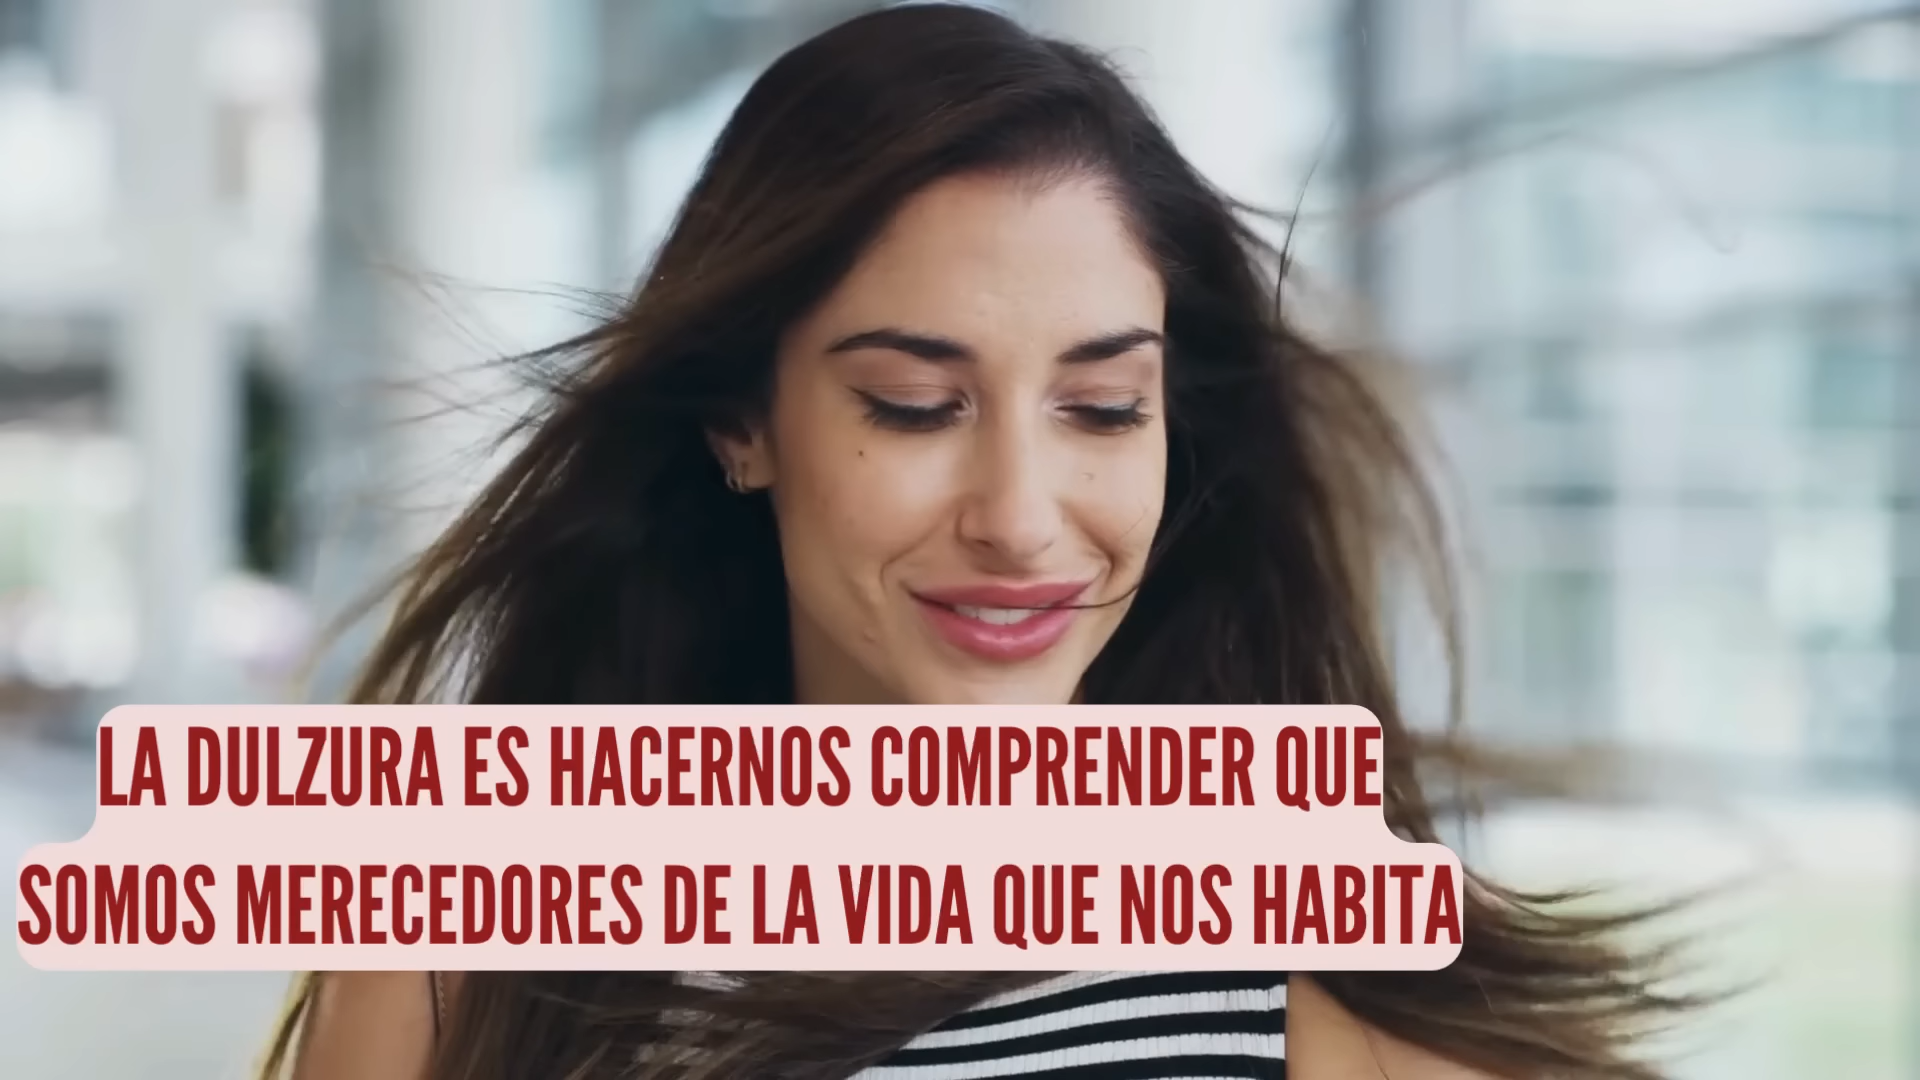 LA DULZURA ES HACERNOS COMPRENDER QUE
SOMOS MERECEDORES DE LA VIDA QUE NOS HABITA